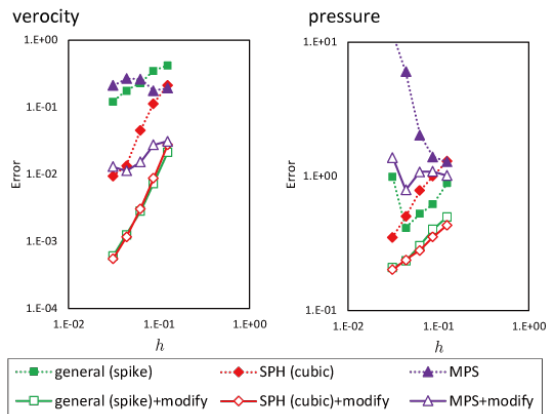 verocity
pressure
1.E+00
1.E-01
1.E-02
1.E-03
1.E-04
Error
1.E-02
1.E-01
1.E+00
h
1.E+01
1.E+00
1.E-01
Error
1.E-02
1.E-01
1.E+00
h
general (spike) SPH (cubic) MPS
general (spike)+modify SPH (cubic)+modify MPS+modify